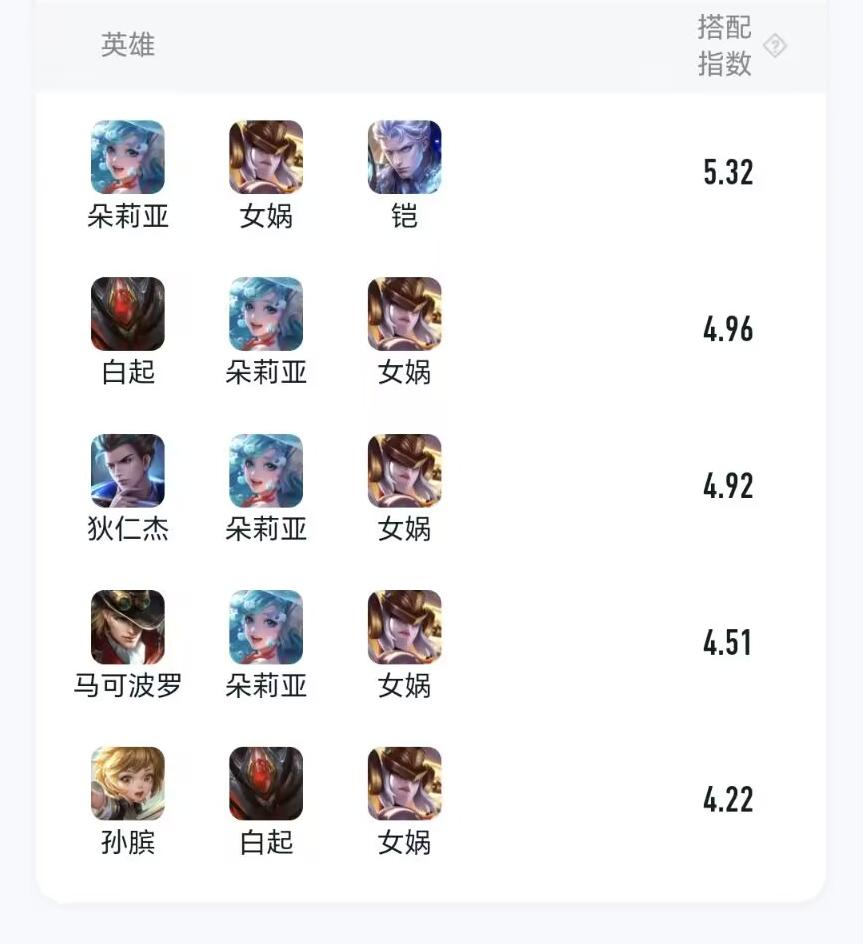 英雄
搭配
指数
朵莉亚 女娲 铠 5.32
白起 朵莉亚 女娲 4.96
狄仁杰 朵莉亚 女娲 4.92
马可波罗 朵莉亚 女娲 4.51
孙膑 白起 女娲 4.22